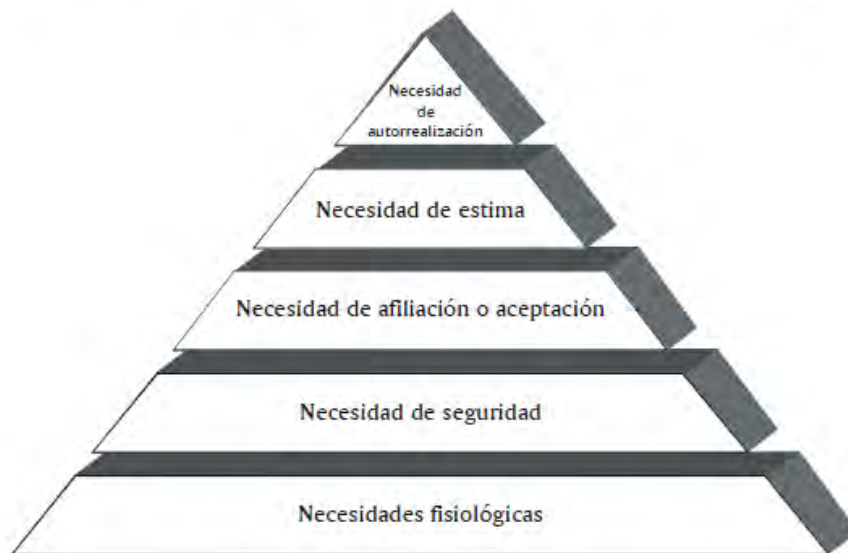 Necesidad
de
autorrealización
Necesidad de estima
Necesidad de afiliación o aceptación
Necesidad de seguridad
Necesidades fisiológicas